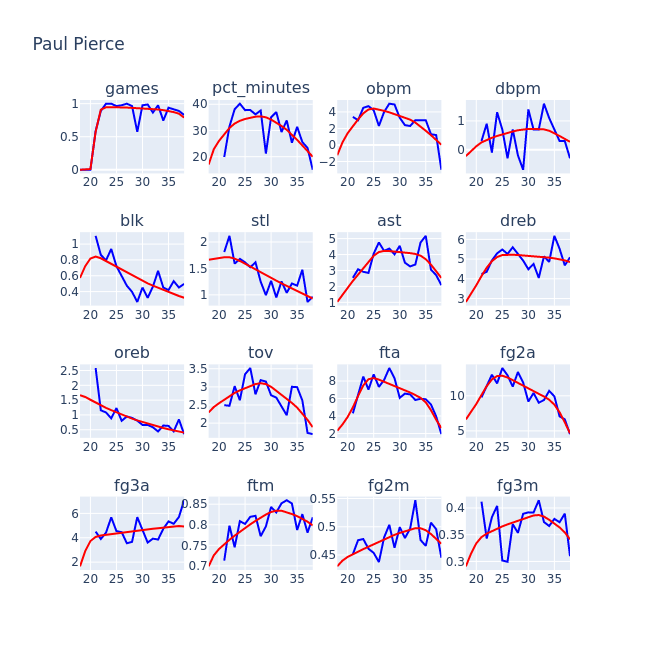 Paul Pierce
games pct_minutes obpm dbpm
1 0.5 0 20 25 30 35
40 30 20 20 25 30 35
4 2 0 −2 20 25 30 35
1 0 20 25 30 35
blk stl ast dreb
1 0.8 0.6 0.4 20 25 30 35
2 1.5 1 20 25 30 35
5 4 3 2 1 20 25 30 35
6 5 4 3 20 25 30 35
oreb tov fta fg2a
2.5 2 1.5 1 0.5 20 25 30 35
3.5 3 2.5 2 20 25 30 35
8 6 4 2 20 25 30 35
10 5 20 25 30 35
fg3a ftm fg2m fg3m
6 4 2 20 25 30 35
0.85 0.8 0.75 0.7 20 25 30 35
0.55 0.5 0.45 20 25 30 35
0.4 0.35 0.3 20 25 30 35